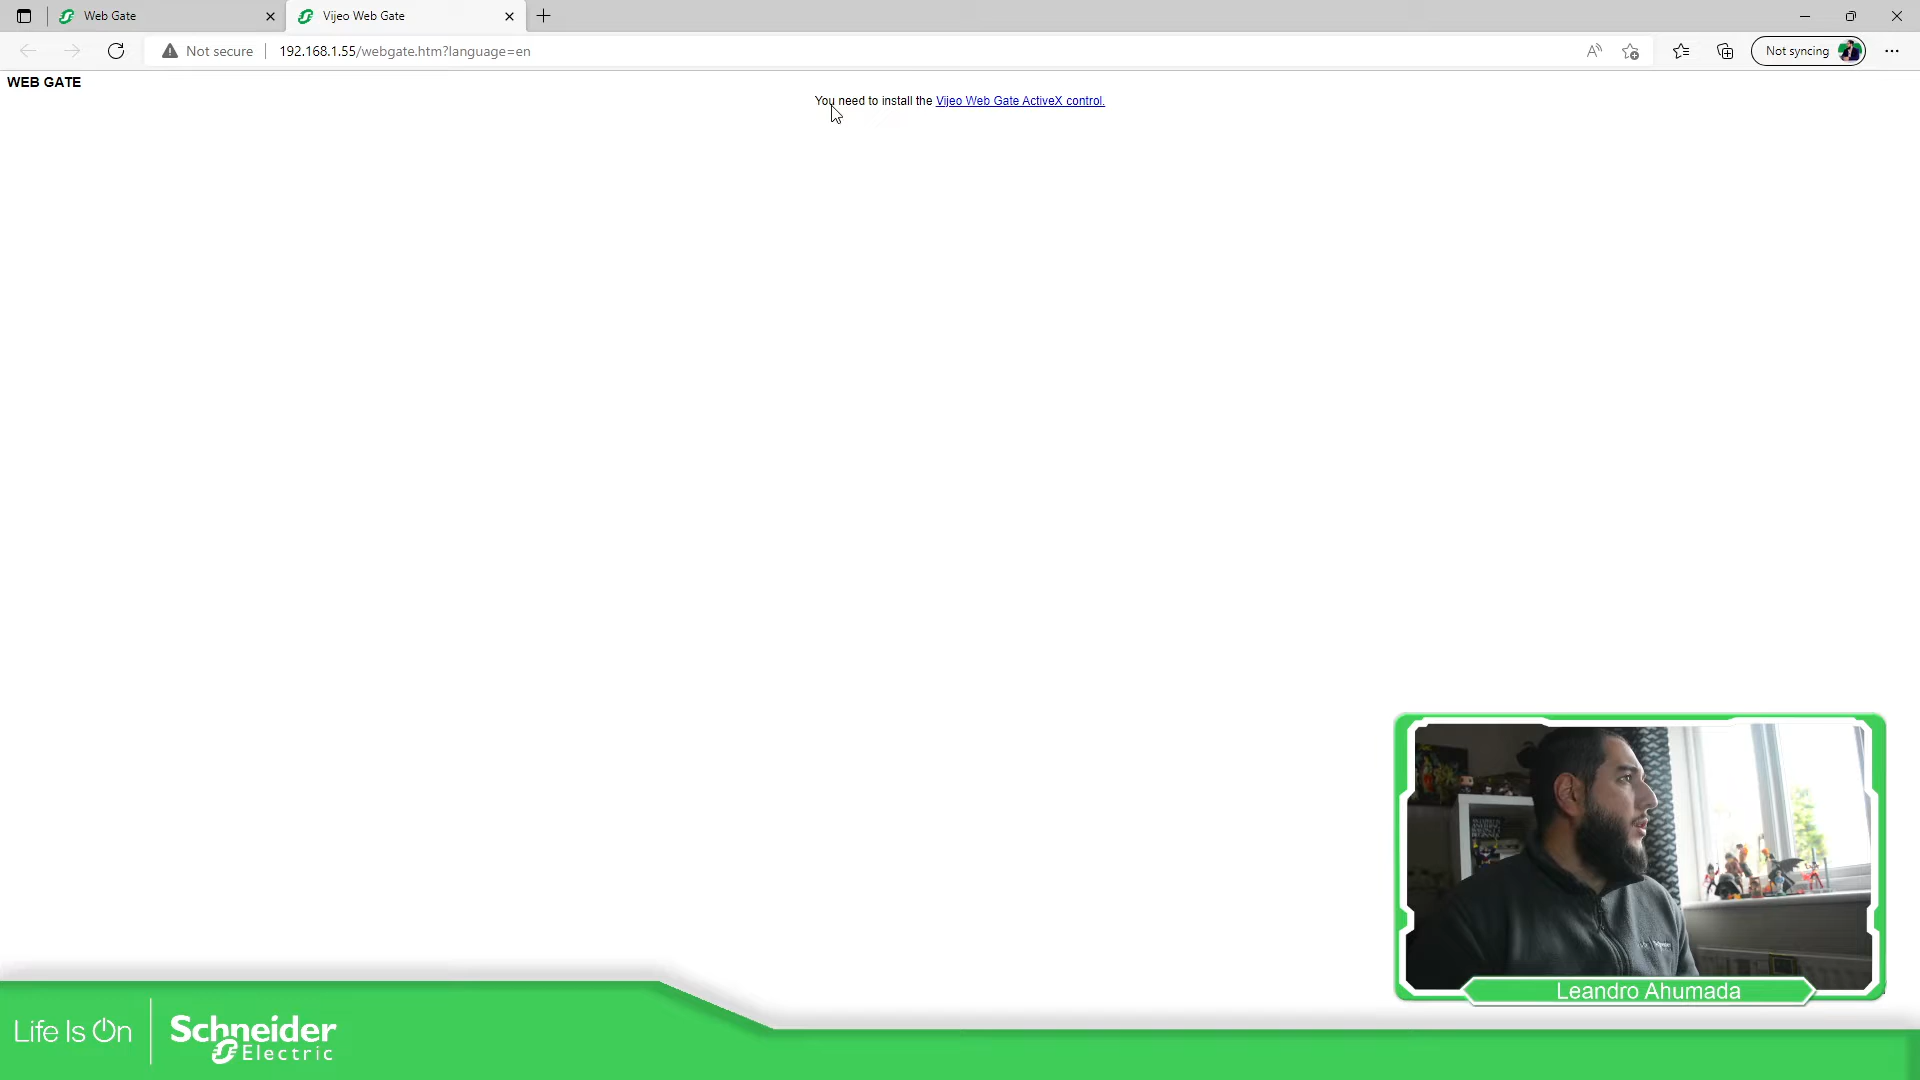 Web Gate
Vijeo Web Gate
Not secure
192.168.1.55/webgate.htm?language=en
Not syncing
WEB GATE
You need to install the Vijeo Web Gate ActiveX control.
Leandro Ahumada
Life Is On
Schneider
Electric